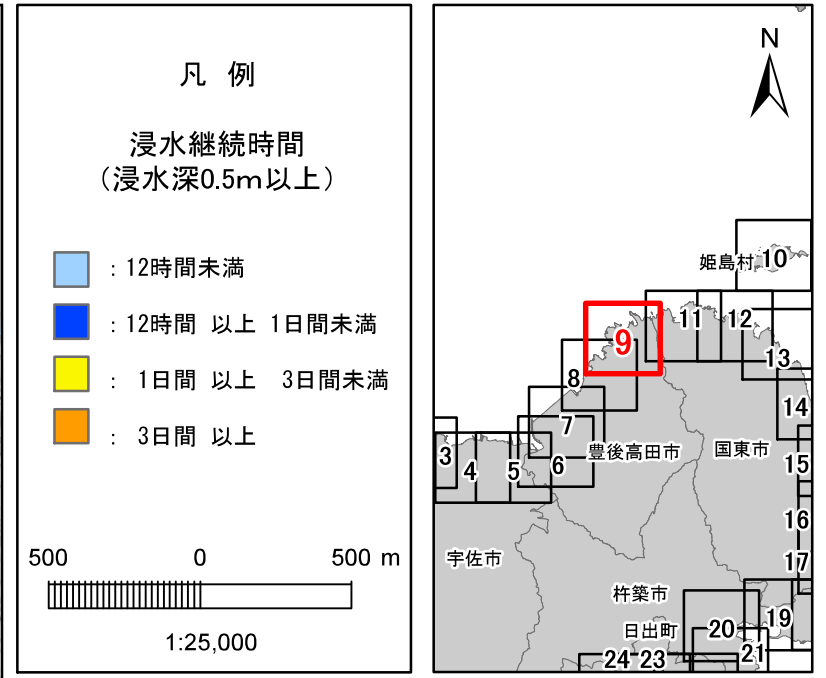 凡 例
浸水継続時間
（浸水深0.5m以上）
: 12時間未満
: 12時間 以上 1日間未満
: 1日間 以上 3日間未満
: 3日間 以上
500 0 500 m
1:25,000
N
姫島村 10
9 11 12
8 13
7 14
3 4 5 6 豊後高田市 国東市 15
16
宇佐市 17
杵築市
日出町 20 19
24 23 21